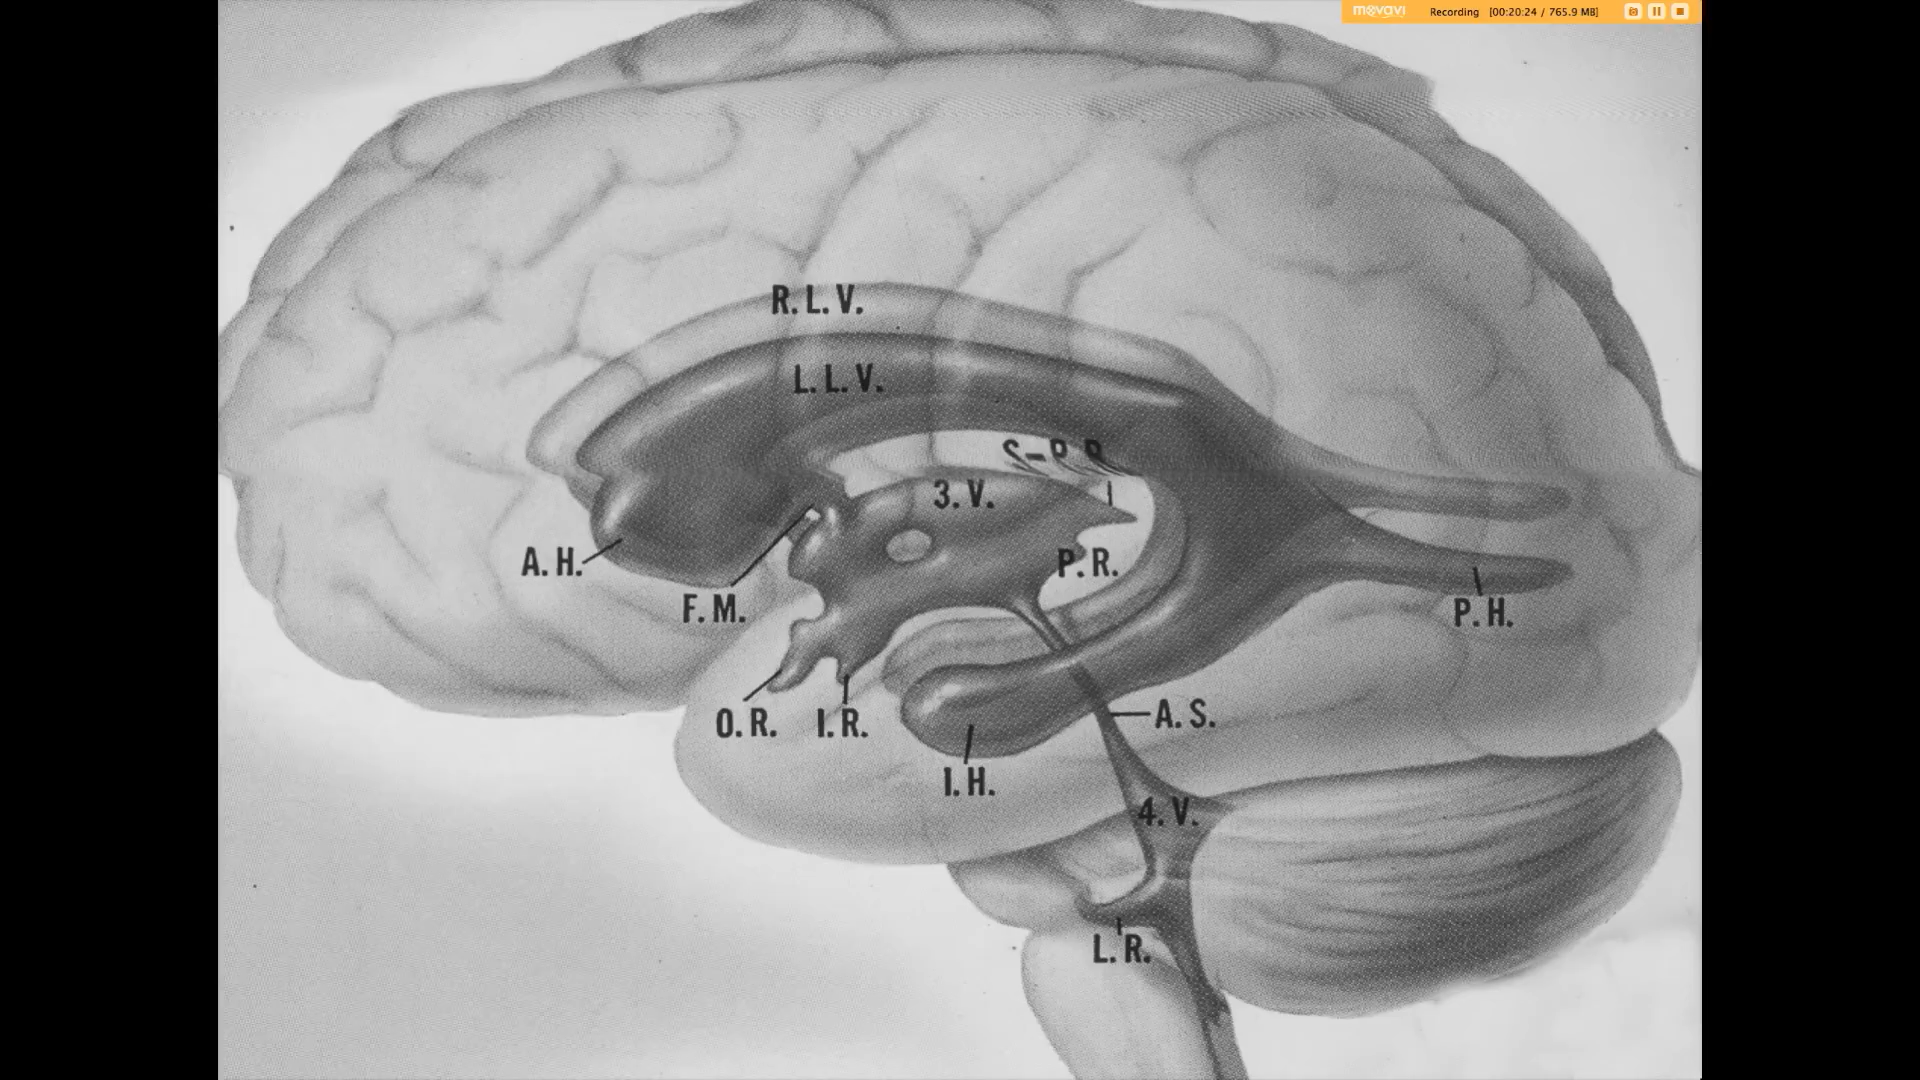 movavi Recording [00:20:24 / 765.9 MB]
R. L. V.
L. L. V.
3. V.
A. H.
P. R.
F. M.
P. H.
O. R.
I. R.
A. S.
I. H.
4. V.
L. R.